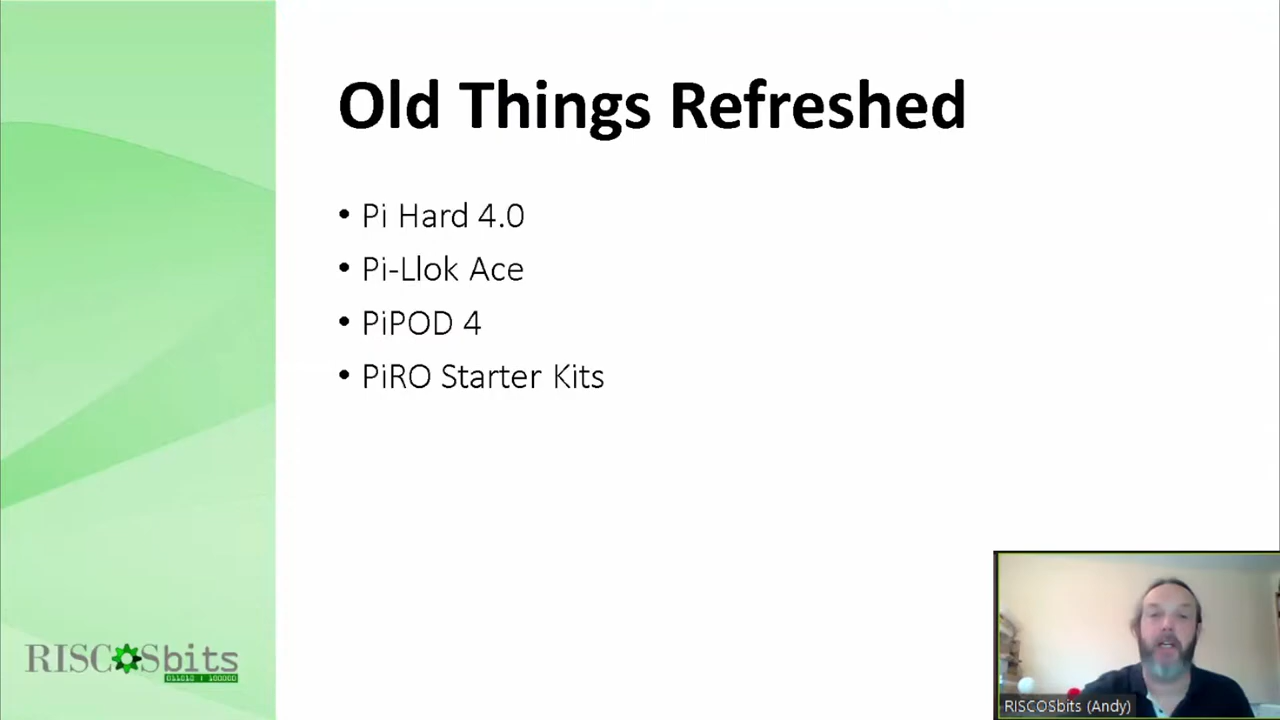 Old Things Refreshed
• Pi Hard 4.0
• Pi-Llok Ace
• PiPOD 4
• PiRO Starter Kits
RISCOSbits
RISCOSbits (Andy)